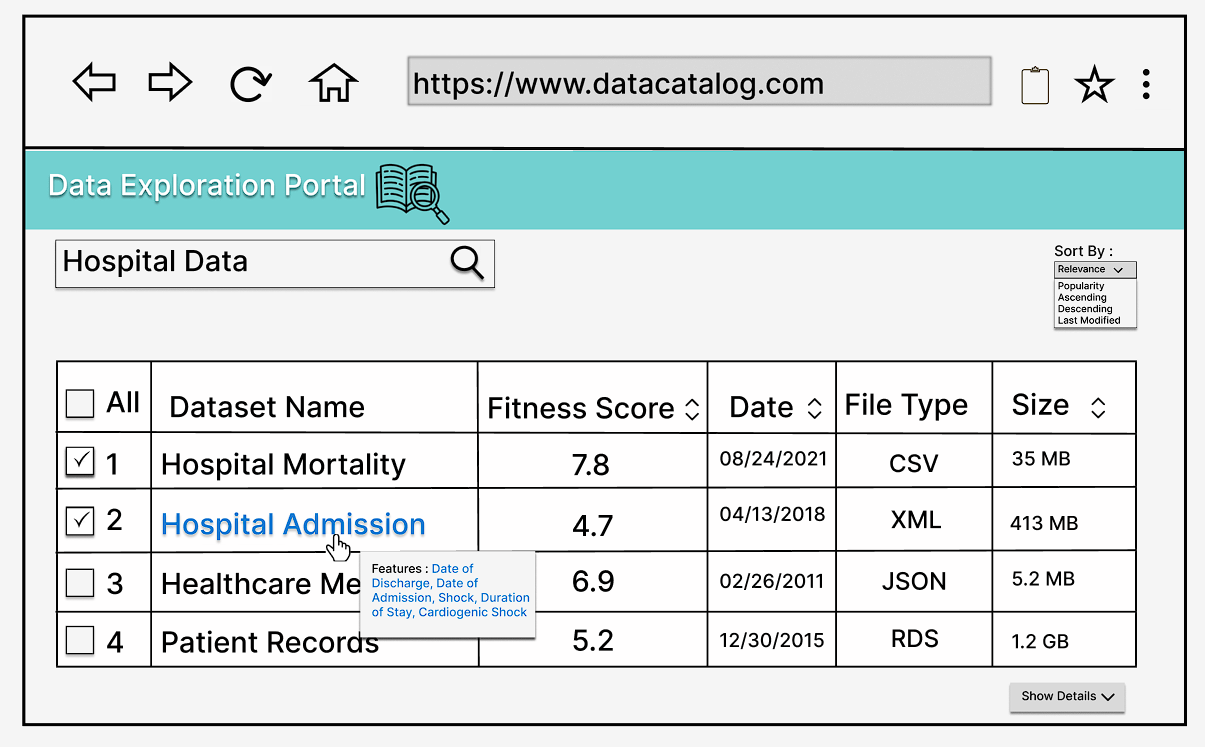 https://www.datacatalog.com
Data Exploration Portal
Hospital Data
Sort By :
Relevance
Popularity
Ascending
Descending
Last Modified
All Dataset Name Fitness Score Date File Type Size
1 Hospital Mortality 7.8 08/24/2021 CSV 35 MB
2 Hospital Admission 4.7 04/13/2018 XML 413 MB
Features : Date of
Discharge, Date of
Admission, Shock, Duration
of Stay, Cardiogenic Shock
3 Healthcare Me 6.9 02/26/2011 JSON 5.2 MB
4 Patient Records 5.2 12/30/2015 RDS 1.2 GB
Show Details